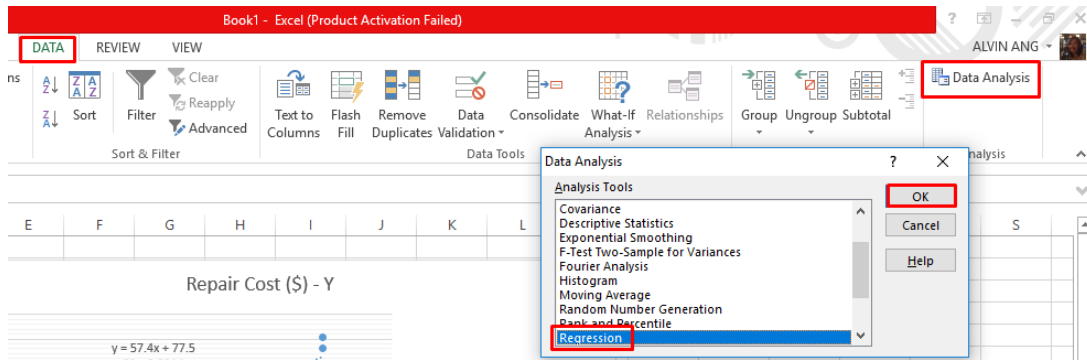 Book1 - Excel (Product Activation Failed)
?
DATA REVIEW VIEW
ALVIN ANG
ns
Sort
Filter
Clear
Reapply
Advanced
Text to Columns
Flash Fill
Remove Duplicates
Data Validation
Consolidate
What-If Analysis
Relationships
Group
Ungroup
Subtotal
Data Analysis
Sort & Filter
Data Tools
nalysis
Data Analysis
?
Analysis Tools
Covariance
Descriptive Statistics
Exponential Smoothing
F-Test Two-Sample for Variances
Fourier Analysis
Histogram
Moving Average
Random Number Generation
Rank and Percentile
Regression
OK
Cancel
Help
E F G H I J K L S
Repair Cost ($) - Y
y = 57.4x + 77.5